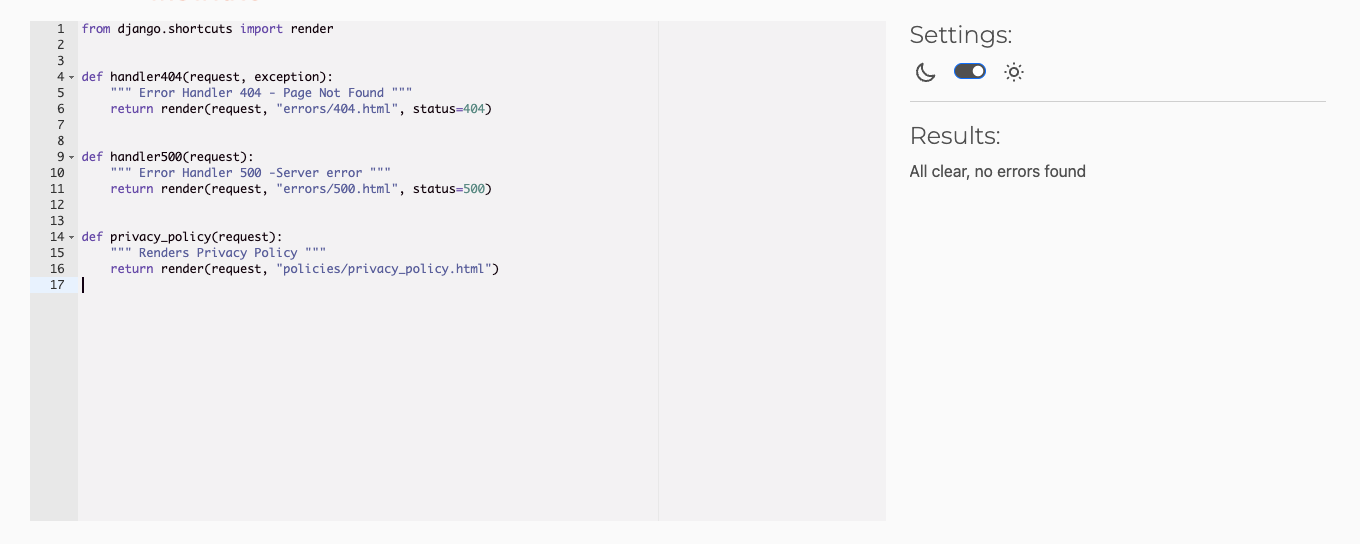 1 from django.shortcuts import render
2
3
4 def handler404(request, exception):
5     """ Error Handler 404 - Page Not Found """
6     return render(request, "errors/404.html", status=404)
7
8
9 def handler500(request):
10     """ Error Handler 500 -Server error """
11     return render(request, "errors/500.html", status=500)
12
13
14 def privacy_policy(request):
15     """ Renders Privacy Policy """
16     return render(request, "policies/privacy_policy.html")
17
Settings:
Results:
All clear, no errors found